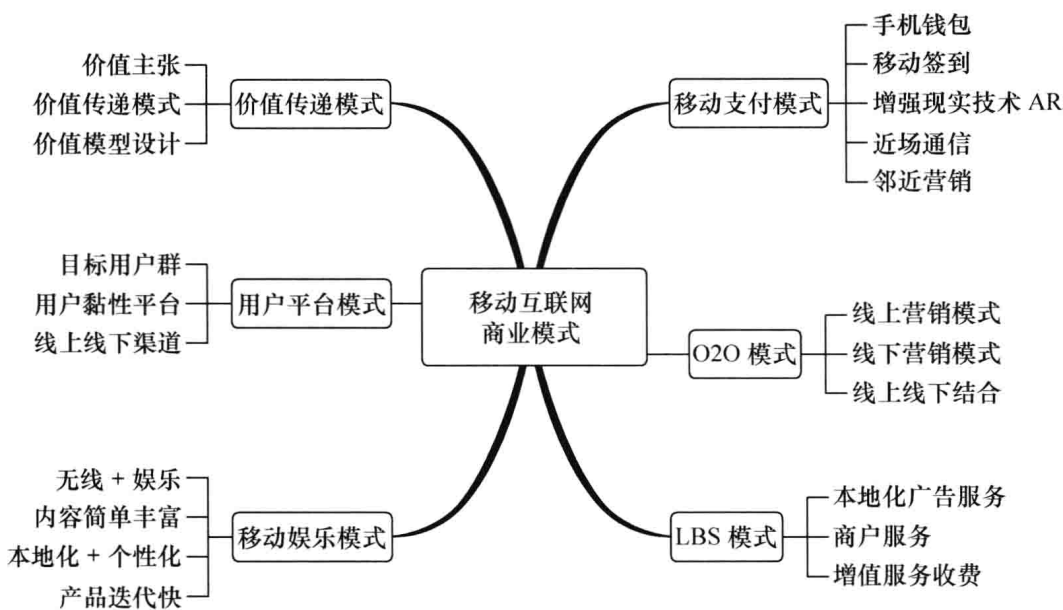 移动互联网
商业模式
价值传递模式
价值主张
价值传递模式
价值模型设计
用户平台模式
目标用户群
用户黏性平台
线上线下渠道
移动娱乐模式
无线 + 娱乐
内容简单丰富
本地化 + 个性化
产品迭代快
移动支付模式
手机钱包
移动签到
增强现实技术 AR
近场通信
邻近营销
O2O 模式
线上营销模式
线下营销模式
线上线下结合
LBS 模式
本地化广告服务
商户服务
增值服务收费